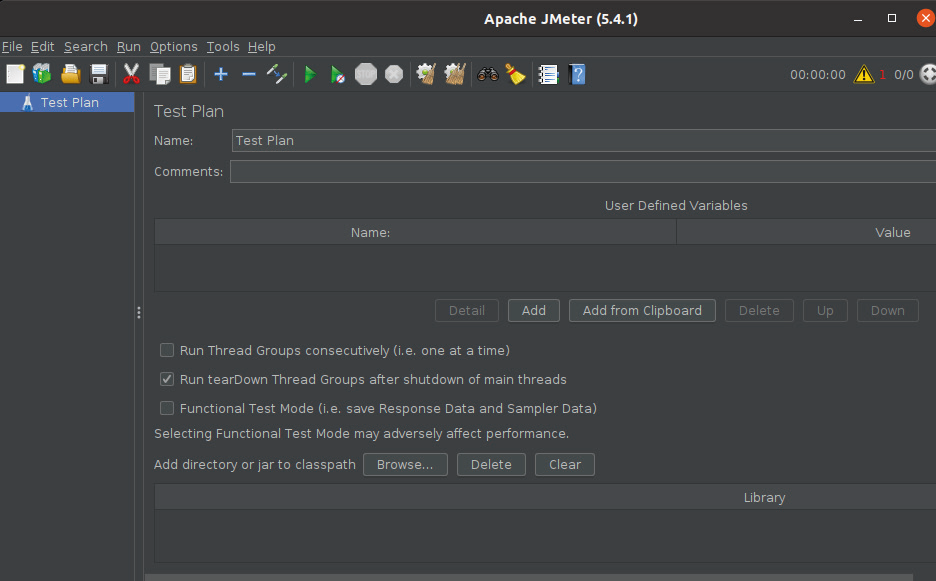 Apache JMeter (5.4.1)
File Edit Search Run Options Tools Help
00:00:00 1 0/0
Test Plan
Test Plan
Name: Test Plan
Comments:
User Defined Variables
Name: Value
Detail Add Add from Clipboard Delete Up Down
Run Thread Groups consecutively (i.e. one at a time)
Run tearDown Thread Groups after shutdown of main threads
Functional Test Mode (i.e. save Response Data and Sampler Data)
Selecting Functional Test Mode may adversely affect performance.
Add directory or jar to classpath Browse... Delete Clear
Library